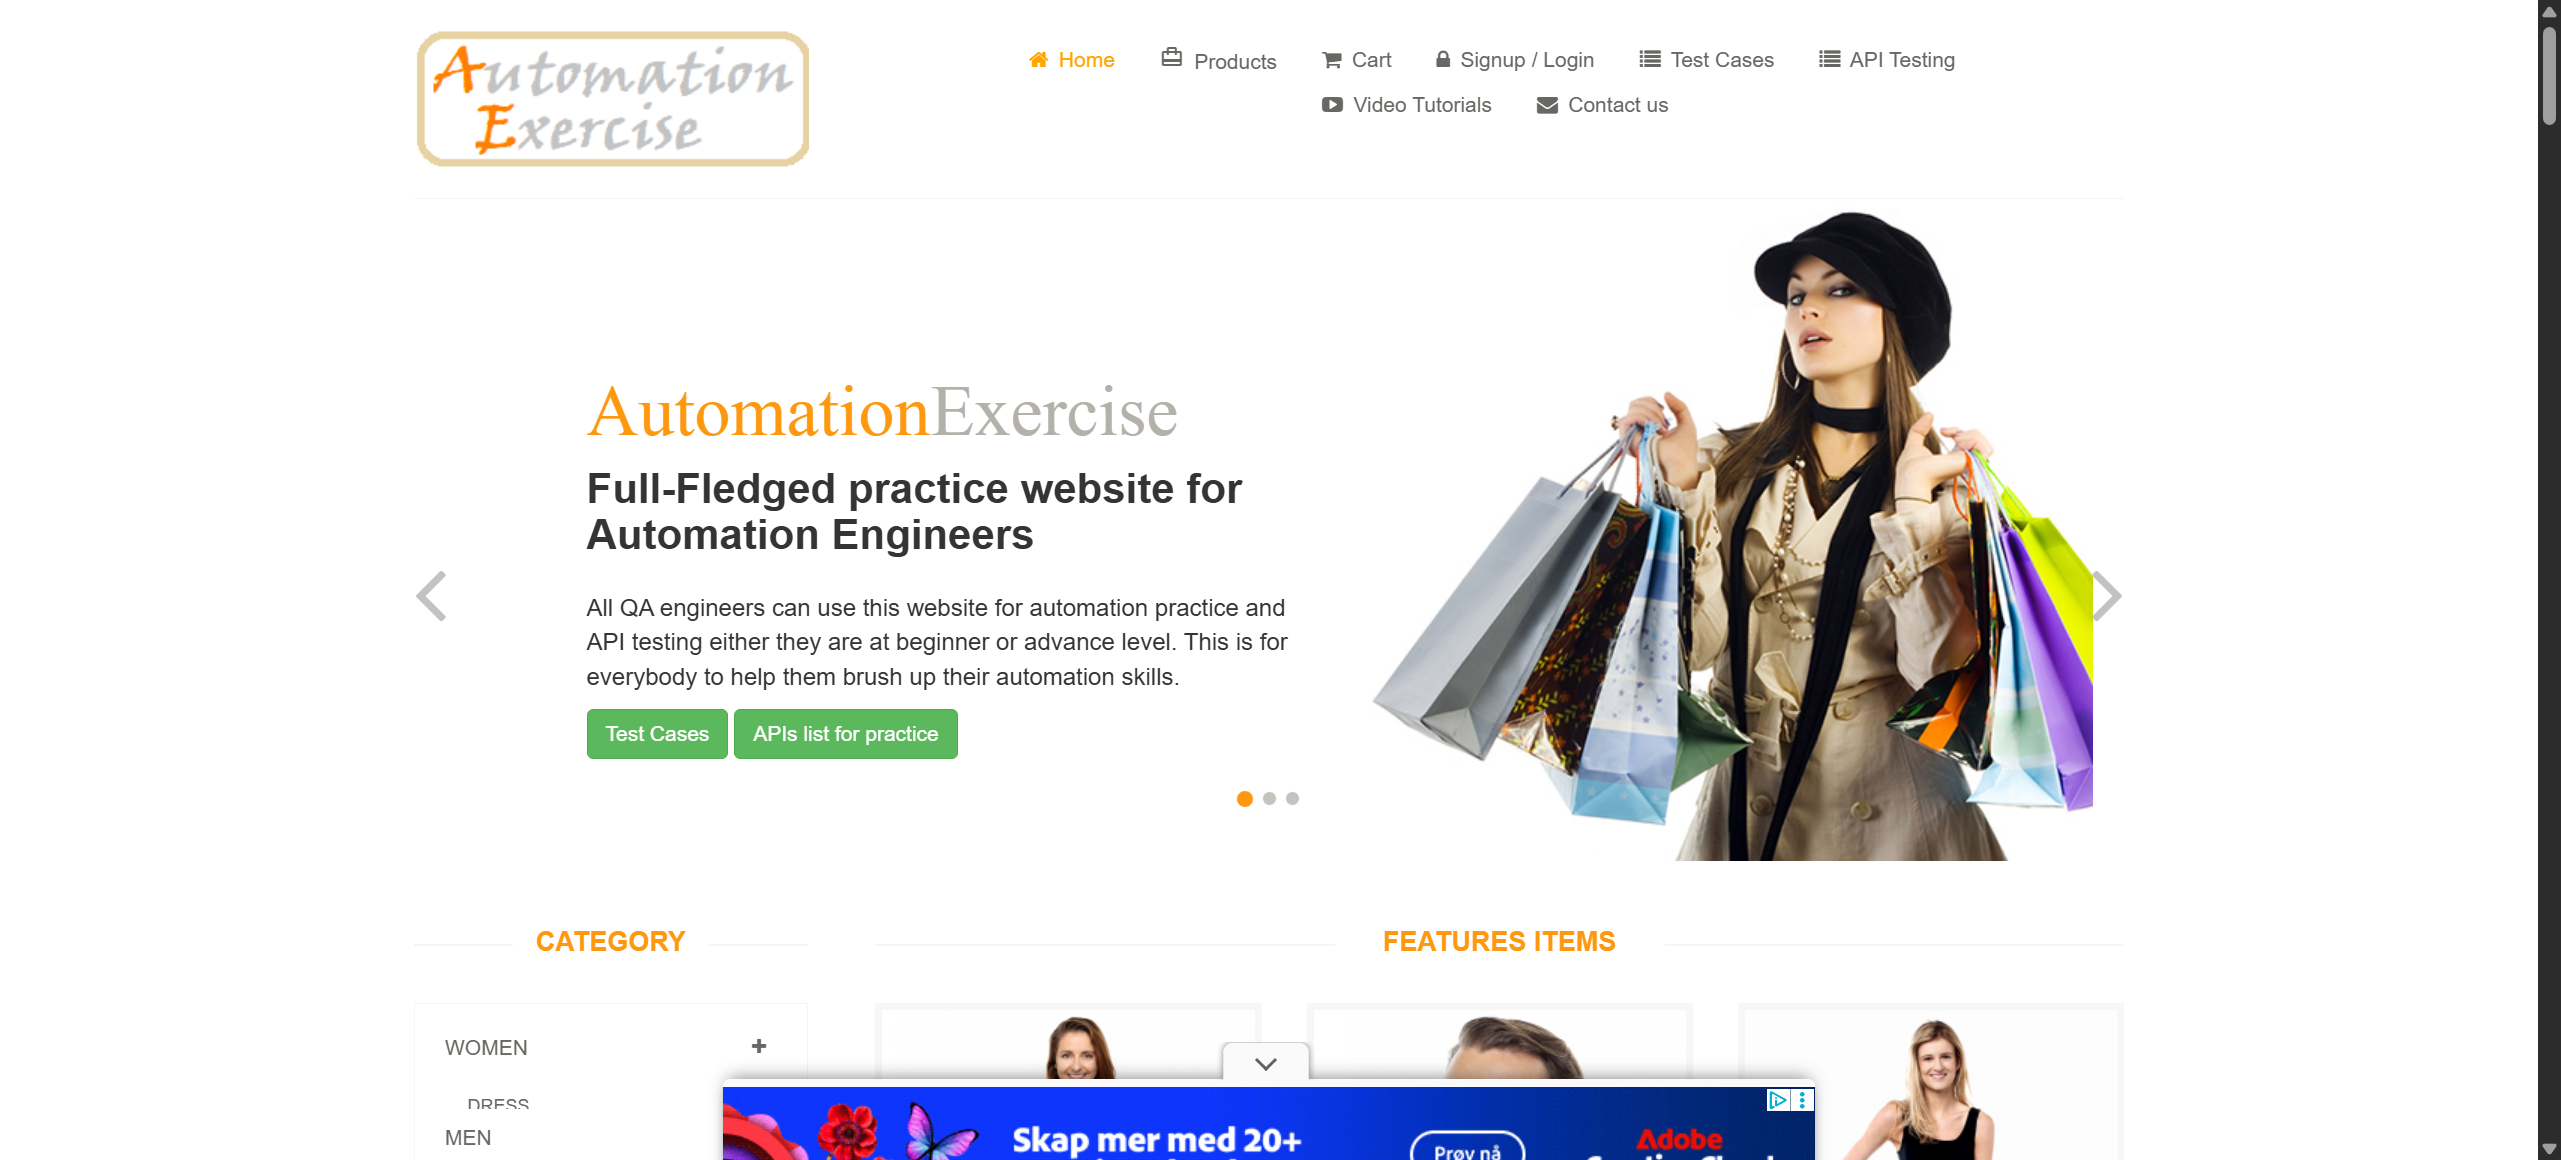 Automation
Exercise
Home
Products
Cart
Signup / Login
Test Cases
API Testing
Video Tutorials
Contact us
AutomationExercise
Full-Fledged practice website for
Automation Engineers
All QA engineers can use this website for automation practice and
API testing either they are at beginner or advance level. This is for
everybody to help them brush up their automation skills.
Test Cases
APIs list for practice
CATEGORY
FEATURES ITEMS
WOMEN
DRESS
MEN
Skap mer med 20+
Prøv nå
Adobe